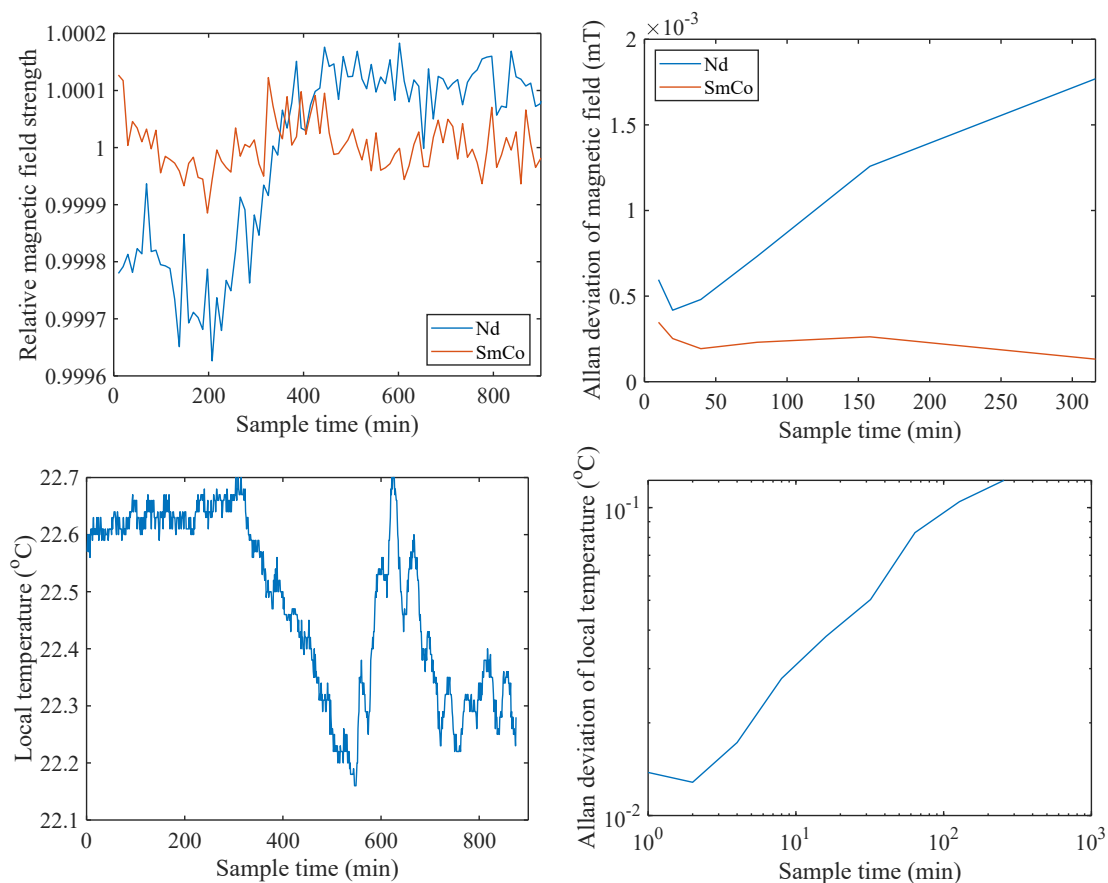 1.0002
1.0001
1
0.9999
0.9998
0.9997
0.9996
Relative magnetic field strength
Nd
SmCo
0 200 400 600 800
Sample time (min)
×10⁻³
2
1.5
1
0.5
0
Allan deviation of magnetic field (mT)
Nd
SmCo
0 50 100 150 200 250 300
Sample time (min)
22.7
22.6
22.5
22.4
22.3
22.2
22.1
Local temperature (°C)
0 200 400 600 800
Sample time (min)
10⁻¹
10⁻²
Allan deviation of local temperature (°C)
10⁰ 10¹ 10² 10³
Sample time (min)